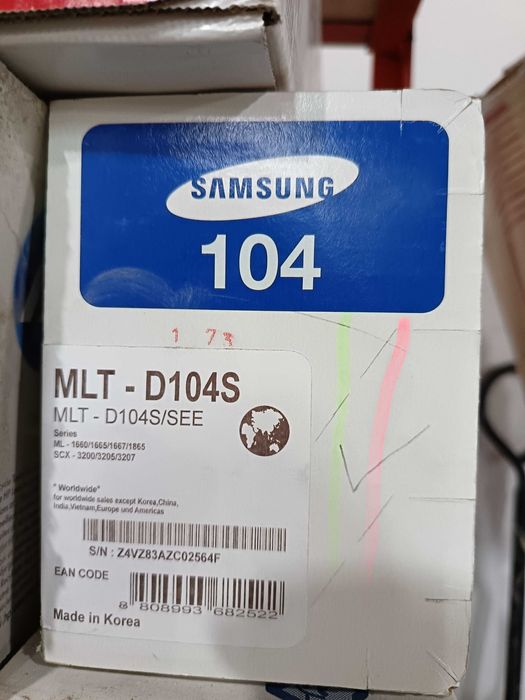 SAMSUNG
104
1 73
MLT - D104S
MLT - D104S/SEE
Series
ML - 1660/1665/1667/1865
SCX - 3200/3205/3207
"Worldwide"
for worldwide sales except Korea,China,
India,Vietnam,Europe und Americas
S/N : Z4VZ83AZC02564F
EAN CODE
8 808993 682522
Made in Korea